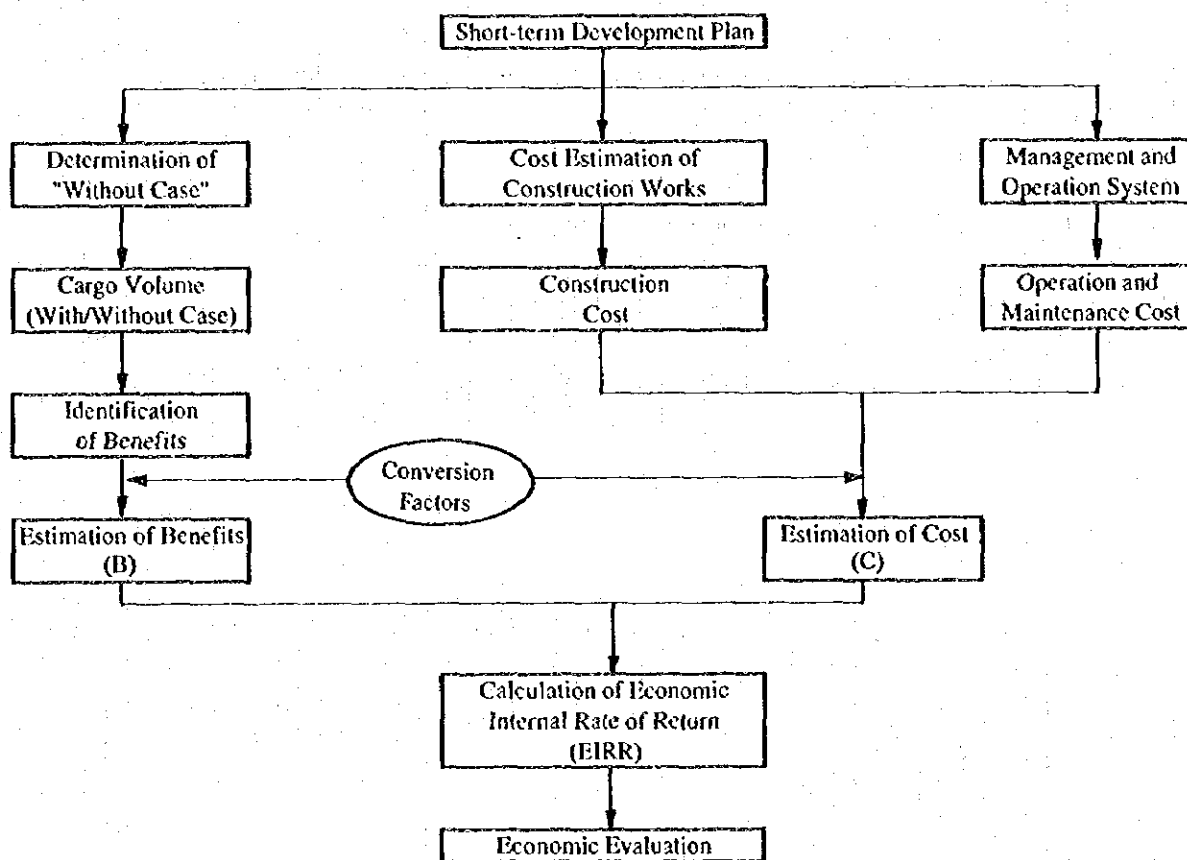 Short-term Development Plan
Determination of
"Without Case"
Cost Estimation of
Construction Works
Management and
Operation System
Cargo Volume
(With/Without Case)
Construction
Cost
Operation and
Maintenance Cost
Identification
of Benefits
Conversion
Factors
Estimation of Benefits
(B)
Estimation of Cost
(C)
Calculation of Economic
Internal Rate of Return
(EIRR)
Economic Evaluation